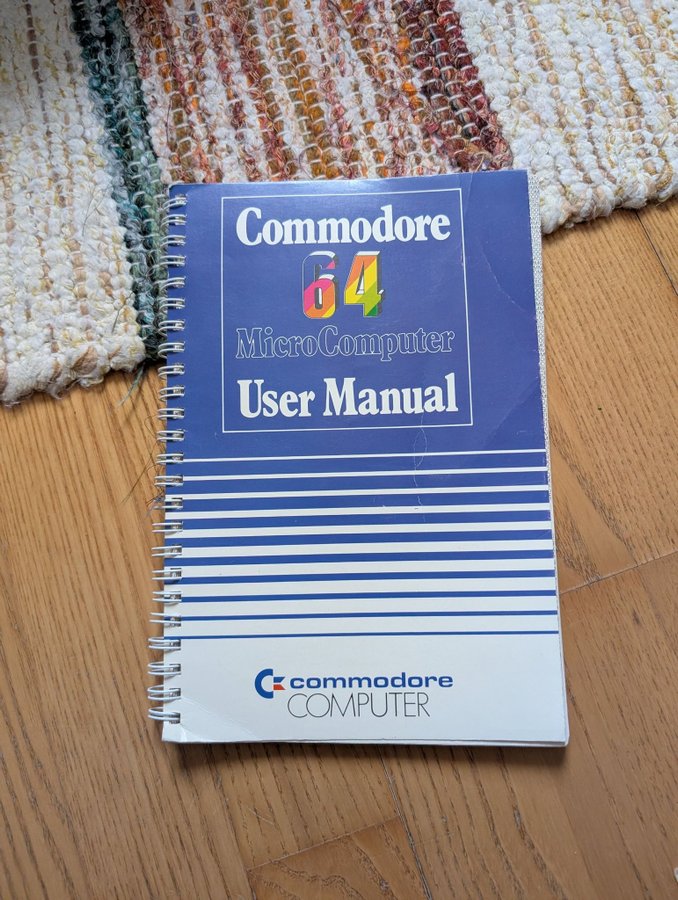 Commodore
64
MicroComputer
User Manual
commodore
COMPUTER